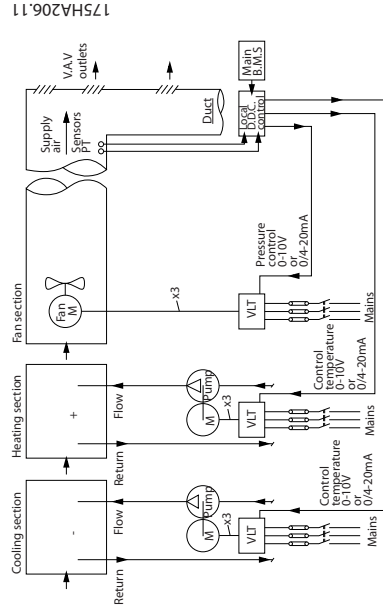 175HA206.11
Cooling section
-
Return
Flow
Pump
M
x3
VLT
Control
temperature
0-10V
or
0/4-20mA
Mains
Heating section
+
Return
Flow
Pump
M
x3
VLT
Control
temperature
0-10V
or
0/4-20mA
Mains
Fan section
Fan
M
x3
VLT
Pressure
control
0-10V
or
0/4-20mA
Mains
Supply
air
Sensors
PT
V.A.V
outlets
Duct
Local
D.D.C.
control
Main
B.M.S